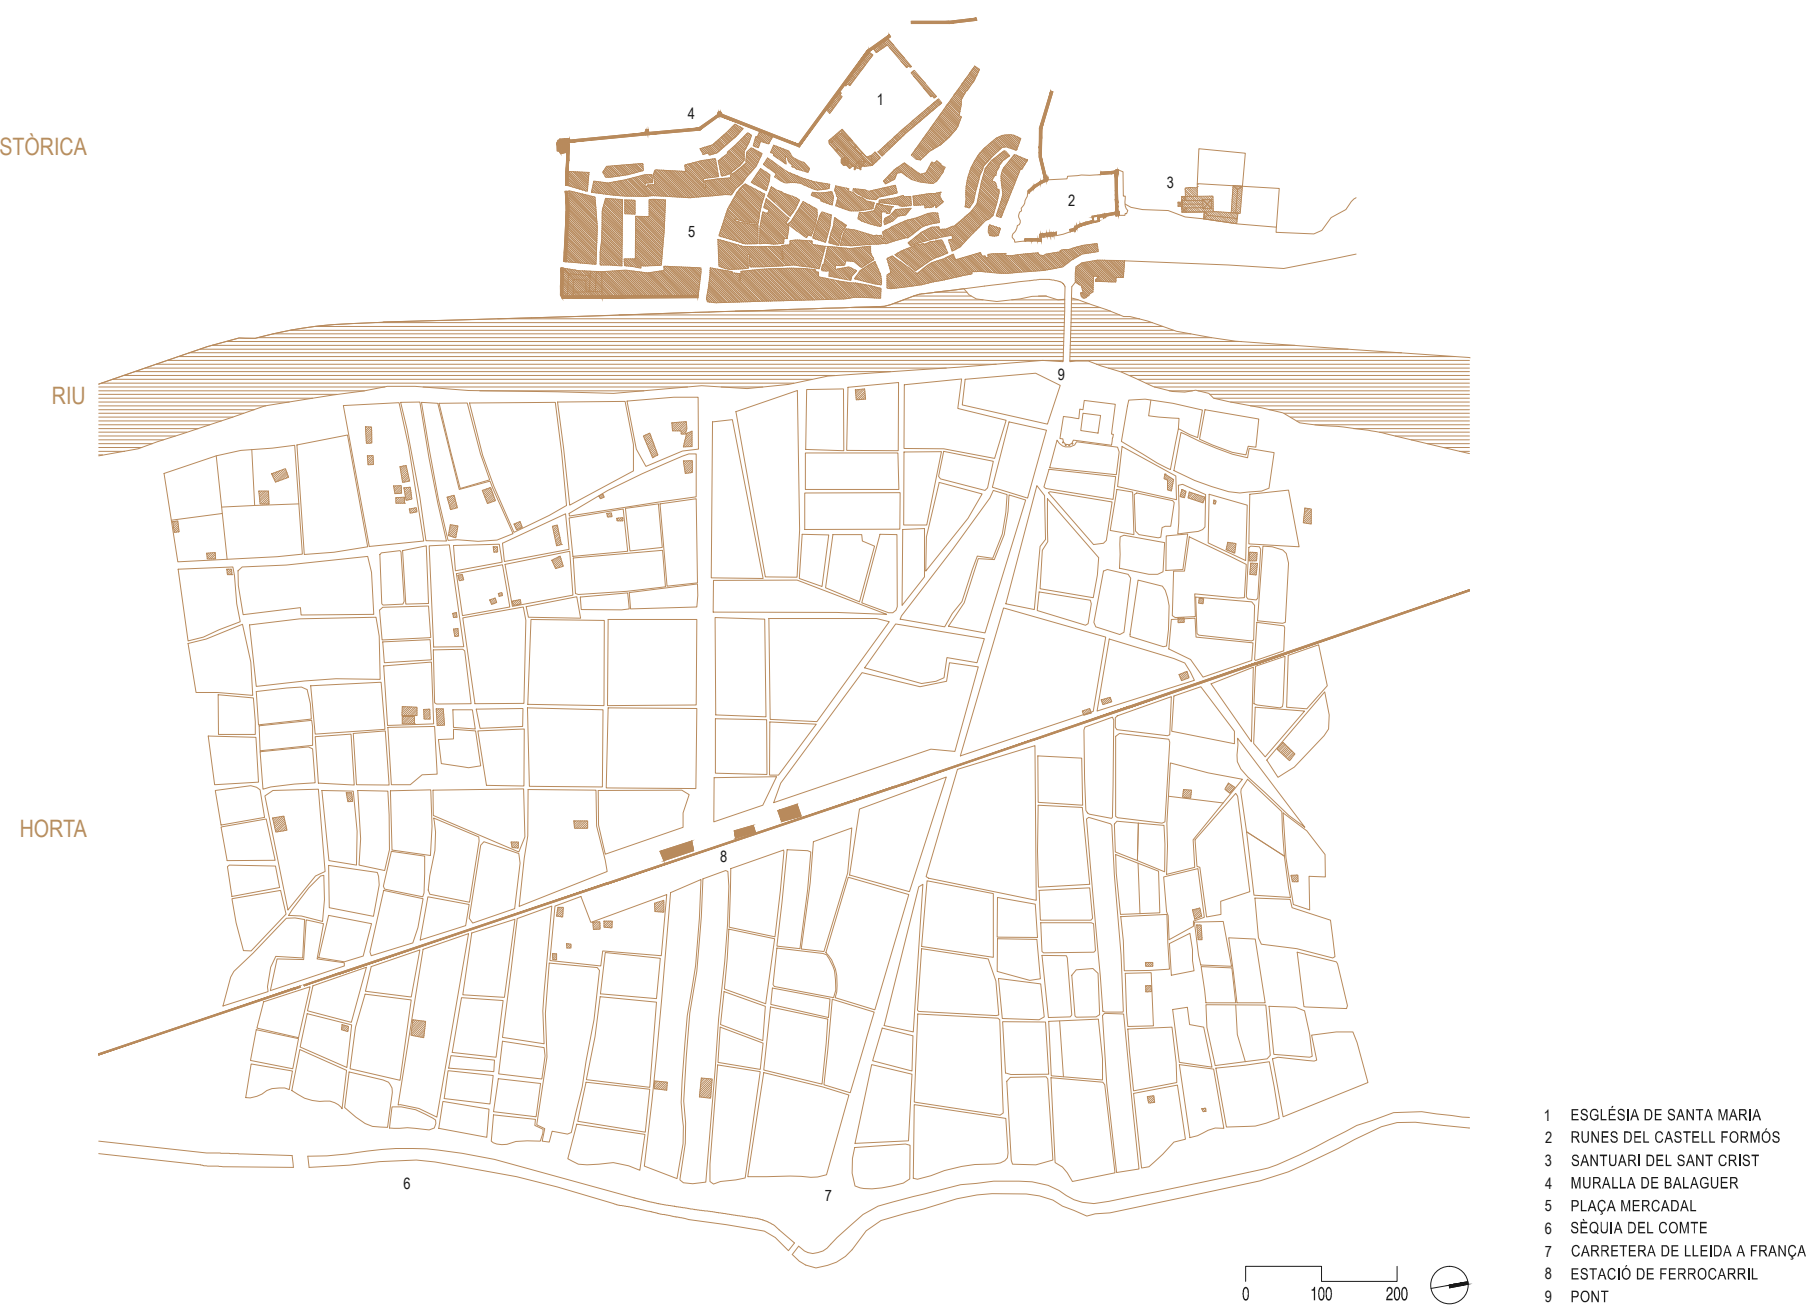 STÒRICA
RIU
HORTA
1
2
3
4
5
9
8
6
7
0 100 200
1 ESGLÉSIA DE SANTA MARIA
2 RUNES DEL CASTELL FORMÓS
3 SANTUARI DEL SANT CRIST
4 MURALLA DE BALAGUER
5 PLAÇA MERCADAL
6 SÈQUIA DEL COMTE
7 CARRETERA DE LLEIDA A FRANÇA
8 ESTACIÓ DE FERROCARRIL
9 PONT